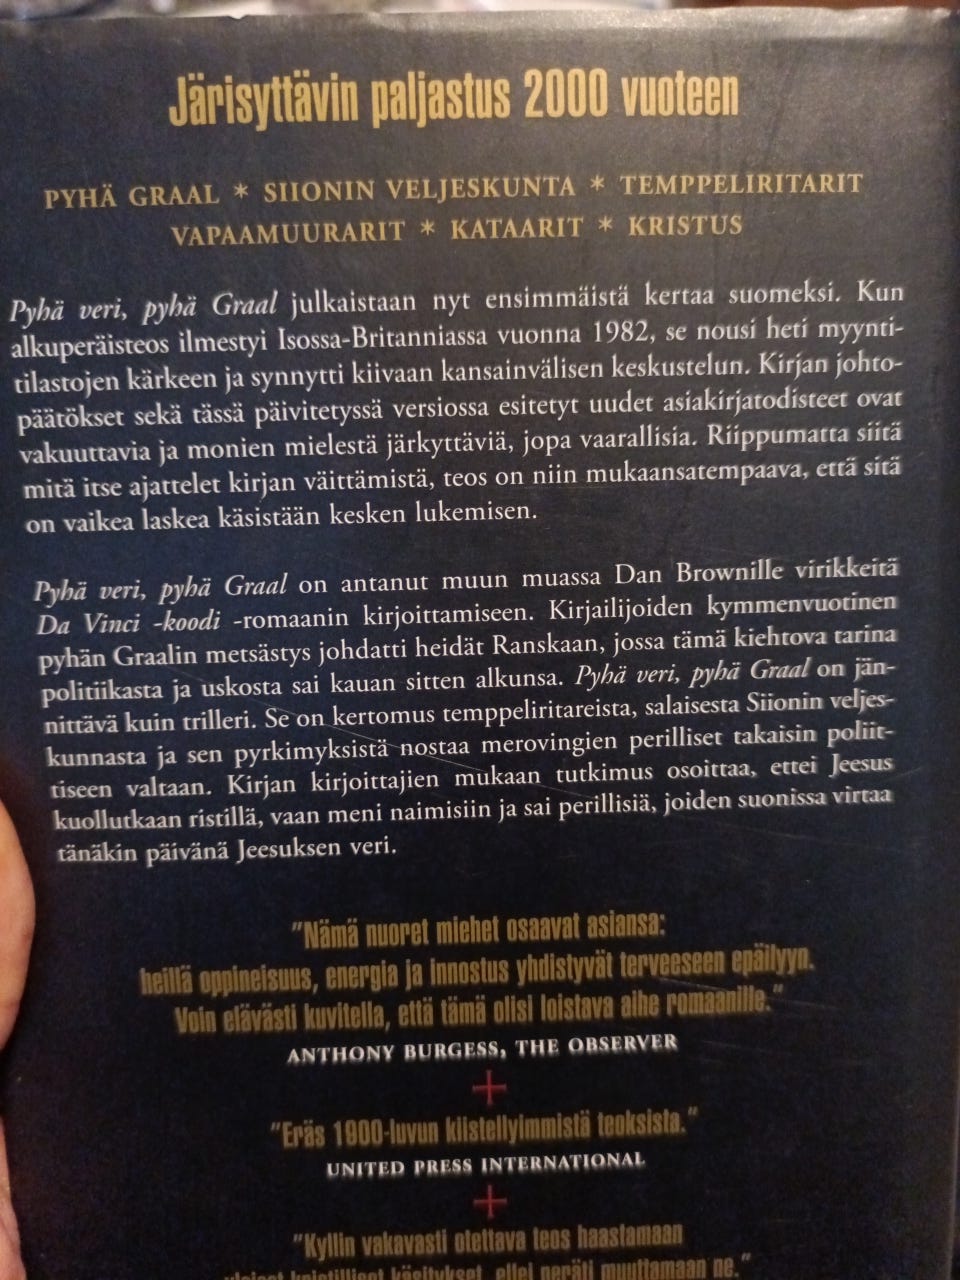 Järisyttävin paljastus 2000 vuoteen
PYHÄ GRAAL * SIIONIN VELJESKUNTA * TEMPPELIRITARIT
VAPAAMUURARIT * KATAARIT * KRISTUS
Pyhä veri, pyhä Graal julkaistaan nyt ensimmäistä kertaa suomeksi. Kun
alkuperäisteos ilmestyi Isossa-Britanniassa vuonna 1982, se nousi heti myynti-
tilastojen kärkeen ja synnytti kiivaan kansainvälisen keskustelun. Kirjan johto-
päätökset sekä tässä päivitetyssä versiossa esitetyt uudet asiakirjatodisteet ovat
vakuuttavia ja monien mielestä järkyttäviä, jopa vaarallisia. Riippumatta siitä
mitä itse ajattelet kirjan väittämistä, teos on niin mukaansatempaava, että sitä
on vaikea laskea käsistään kesken lukemisen.
Pyhä veri, pyhä Graal on antanut muun muassa Dan Brownille virikkeitä
Da Vinci -koodi -romaanin kirjoittamiseen. Kirjailijoiden kymmenvuotinen
pyhän Graalin metsästys johdatti heidät Ranskaan, jossa tämä kiehtova tarina
politiikasta ja uskosta sai kauan sitten alkunsa. Pyhä veri, pyhä Graal on jän-
nittävä kuin trilleri. Se on kertomus temppeliritareista, salaisesta Siionin veljes-
kunnasta ja sen pyrkimyksistä nostaa merovingien perilliset takaisin poliit-
tiseen valtaan. Kirjan kirjoittajien mukaan tutkimus osoittaa, ettei Jeesus
kuollutkaan ristillä, vaan meni naimisiin ja sai perillisiä, joiden suonissa virtaa
tänäkin päivänä Jeesuksen veri.
"Nämä nuoret miehet osaavat asiansa:
heillä oppineisuus, energia ja innostus yhdistyvät terveeseen epäilyyn.
Voin elävästi kuvitella, että tämä olisi loistava aihe romaanille."
ANTHONY BURGESS, THE OBSERVER
"Eräs 1900-luvun kiistellyimmistä teoksista."
UNITED PRESS INTERNATIONAL
"Kyllin vakavasti otettava teos haastamaan
kristilliset käsitykset, ellei peräti muuttamaan ne."